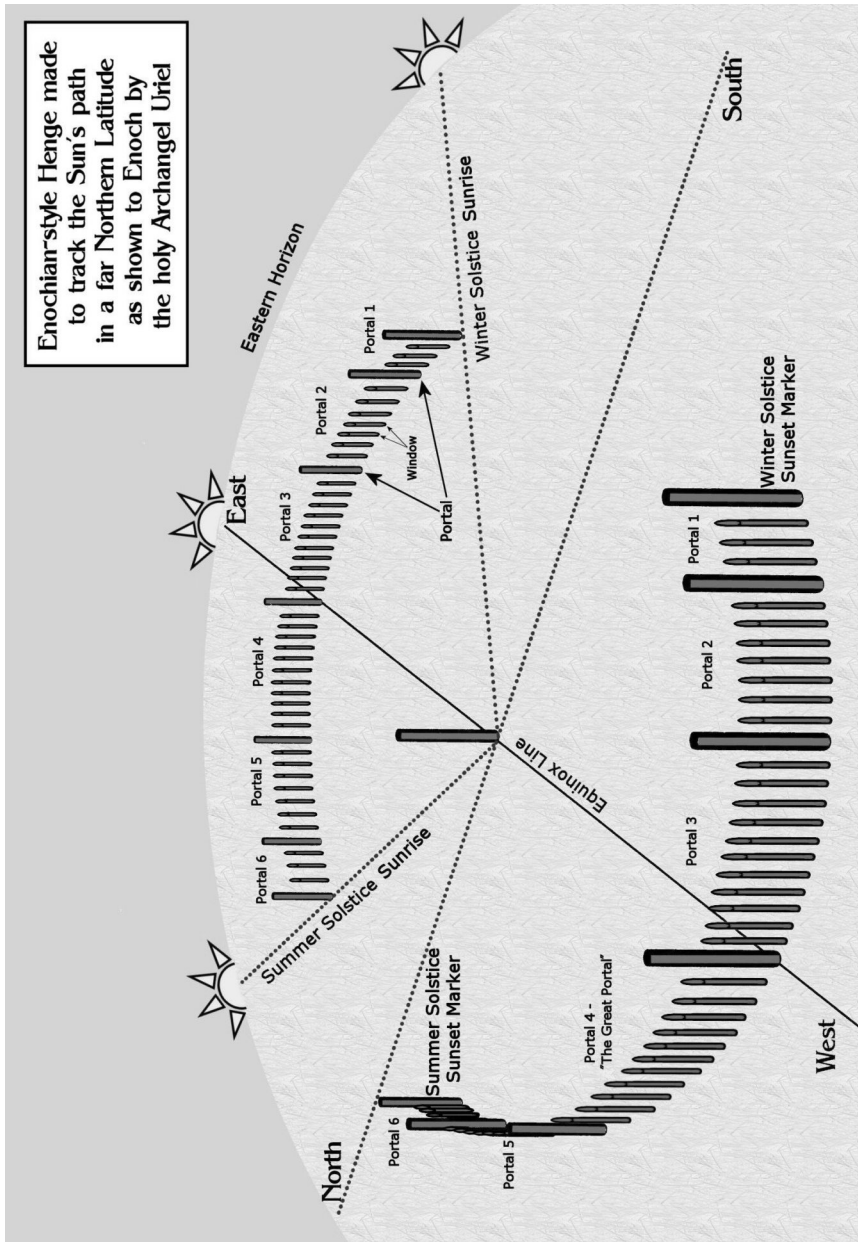 Enochian-style Henge made
to track the Sun's path
in a far Northern Latitude
as shown to Enoch by
the holy Archangel Uriel
Eastern Horizon
East
South
North
West
Winter Solstice Sunrise
Summer Solstice Sunrise
Equinox Line
Portal 1
Portal 2
Portal 3
Portal 4
Portal 5
Portal 6
Window
Portal
Summer Solstice
Sunset Marker
Portal 6
Portal 5
Portal 4 -
"The Great Portal"
Portal 3
Portal 2
Portal 1
Winter Solstice
Sunset Marker